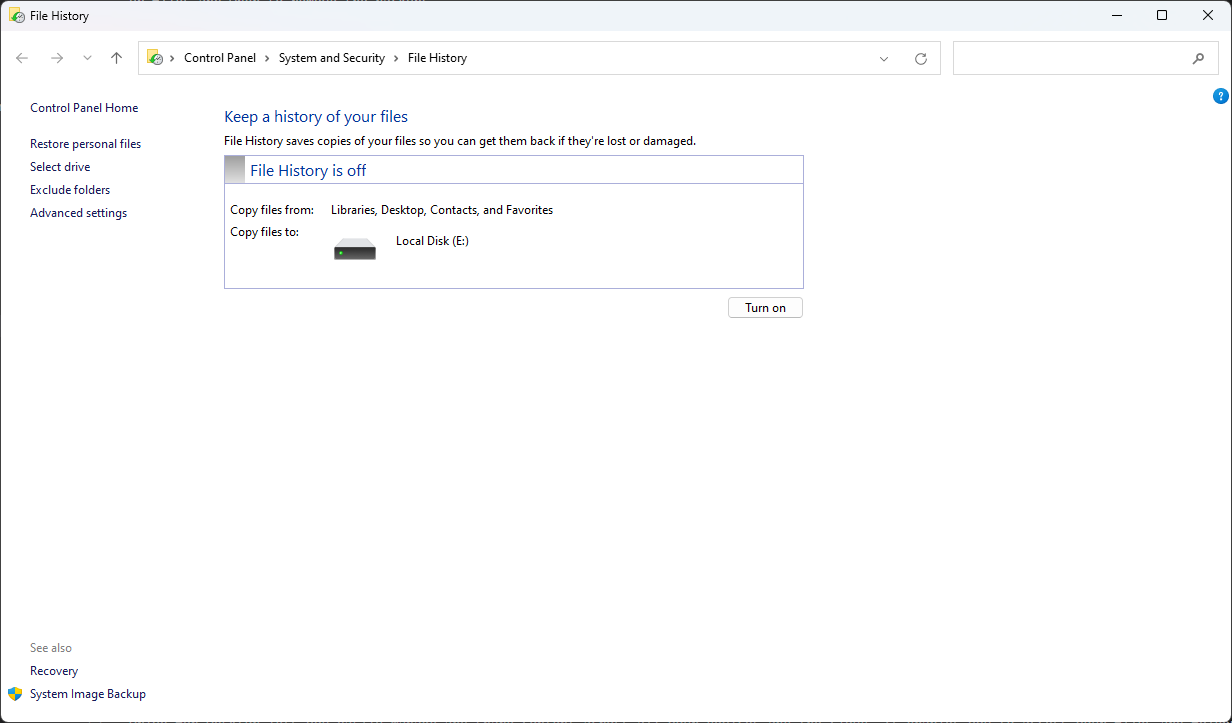 File History
Control Panel > System and Security > File History
Control Panel Home
Restore personal files
Select drive
Exclude folders
Advanced settings
Keep a history of your files
File History saves copies of your files so you can get them back if they're lost or damaged.
File History is off
Copy files from: Libraries, Desktop, Contacts, and Favorites
Copy files to: Local Disk (E:)
Turn on
See also
Recovery
System Image Backup